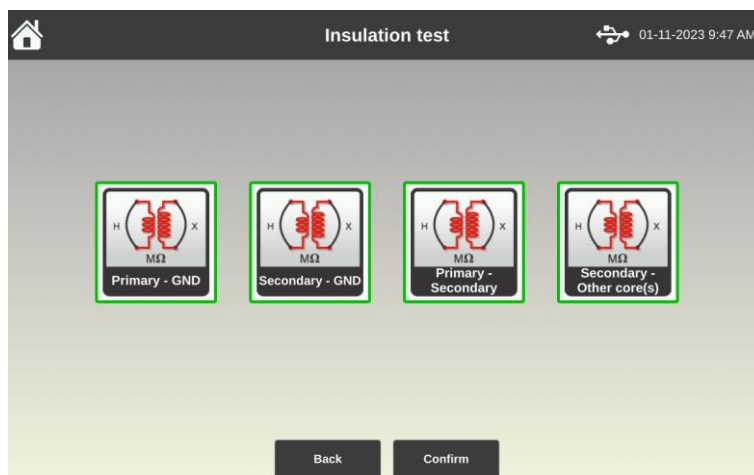 Insulation test
01-11-2023 9:47 AM
H X
MΩ
Primary - GND
H X
MΩ
Secondary - GND
H X
MΩ
Primary -
Secondary
H X
MΩ
Secondary -
Other core(s)
Back
Confirm